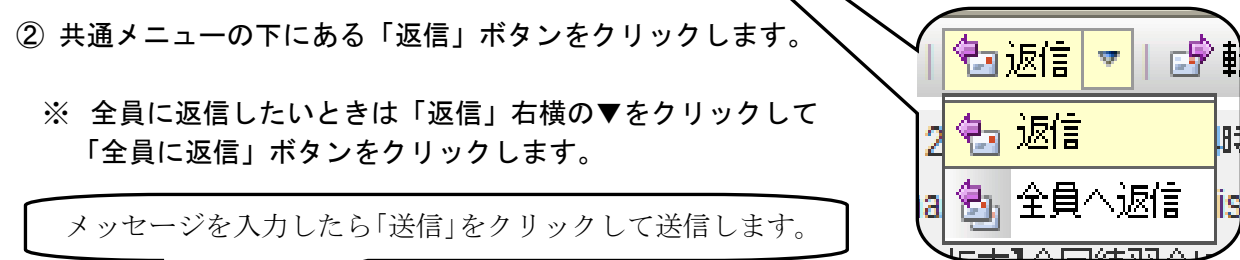 ② 共通メニューの下にある「返信」ボタンをクリックします。
※ 全員に返信したいときは「返信」右横の▼をクリックして
「全員に返信」ボタンをクリックします。
メッセージを入力したら「送信」をクリックして送信します。
返信 ▼
返信
全員へ返信